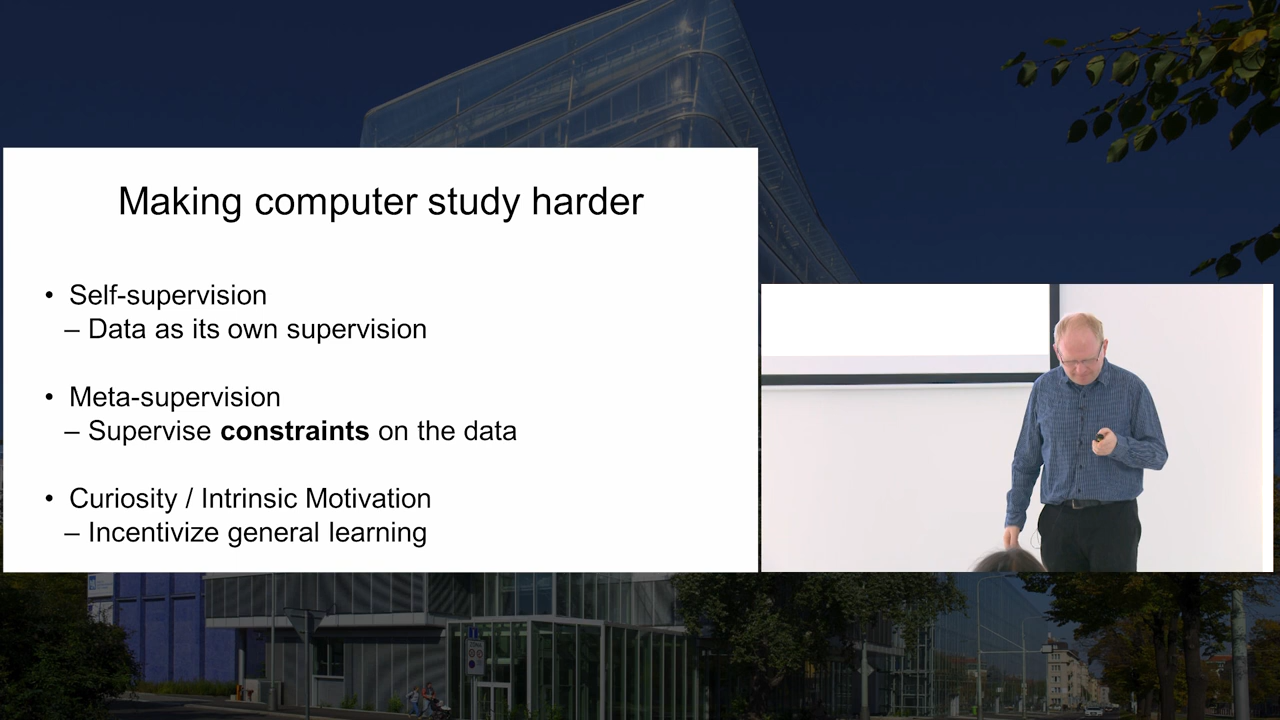 Making computer study harder
• Self-supervision
– Data as its own supervision
• Meta-supervision
– Supervise constraints on the data
• Curiosity / Intrinsic Motivation
– Incentivize general learning